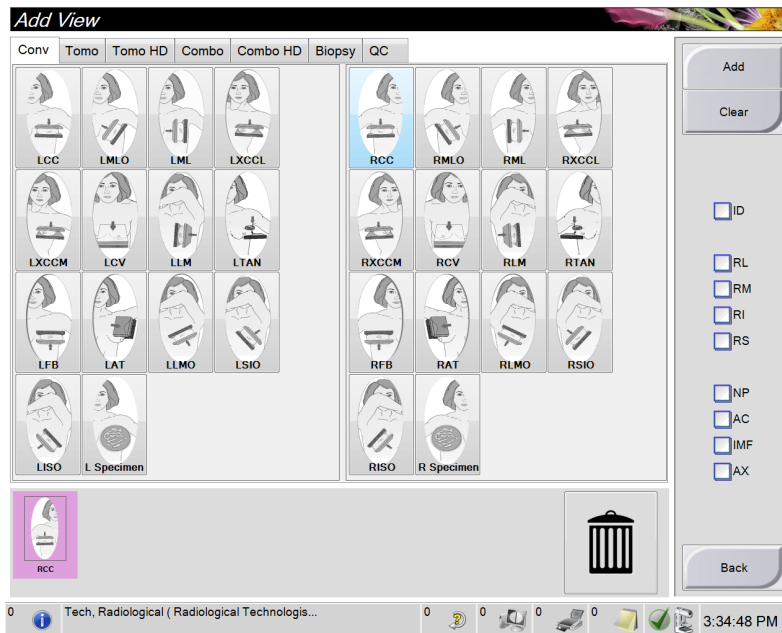 Add View
Conv Tomo Tomo HD Combo Combo HD Biopsy QC
LCC LMLO LML LXCCL
RCC RMLO RML RXCCL
LXCCM LCV LLM LTAN
RXCCM RCV RLM RTAN
LFB LAT LLMO LSIO
RFB RAT RLMO RSIO
LISO L Specimen
RISO R Specimen
Add
Clear
ID
RL
RM
RI
RS
NP
AC
IMF
AX
RCC
Back
0 Tech, Radiological ( Radiological Technologis... 0 0 0 0 3:34:48 PM